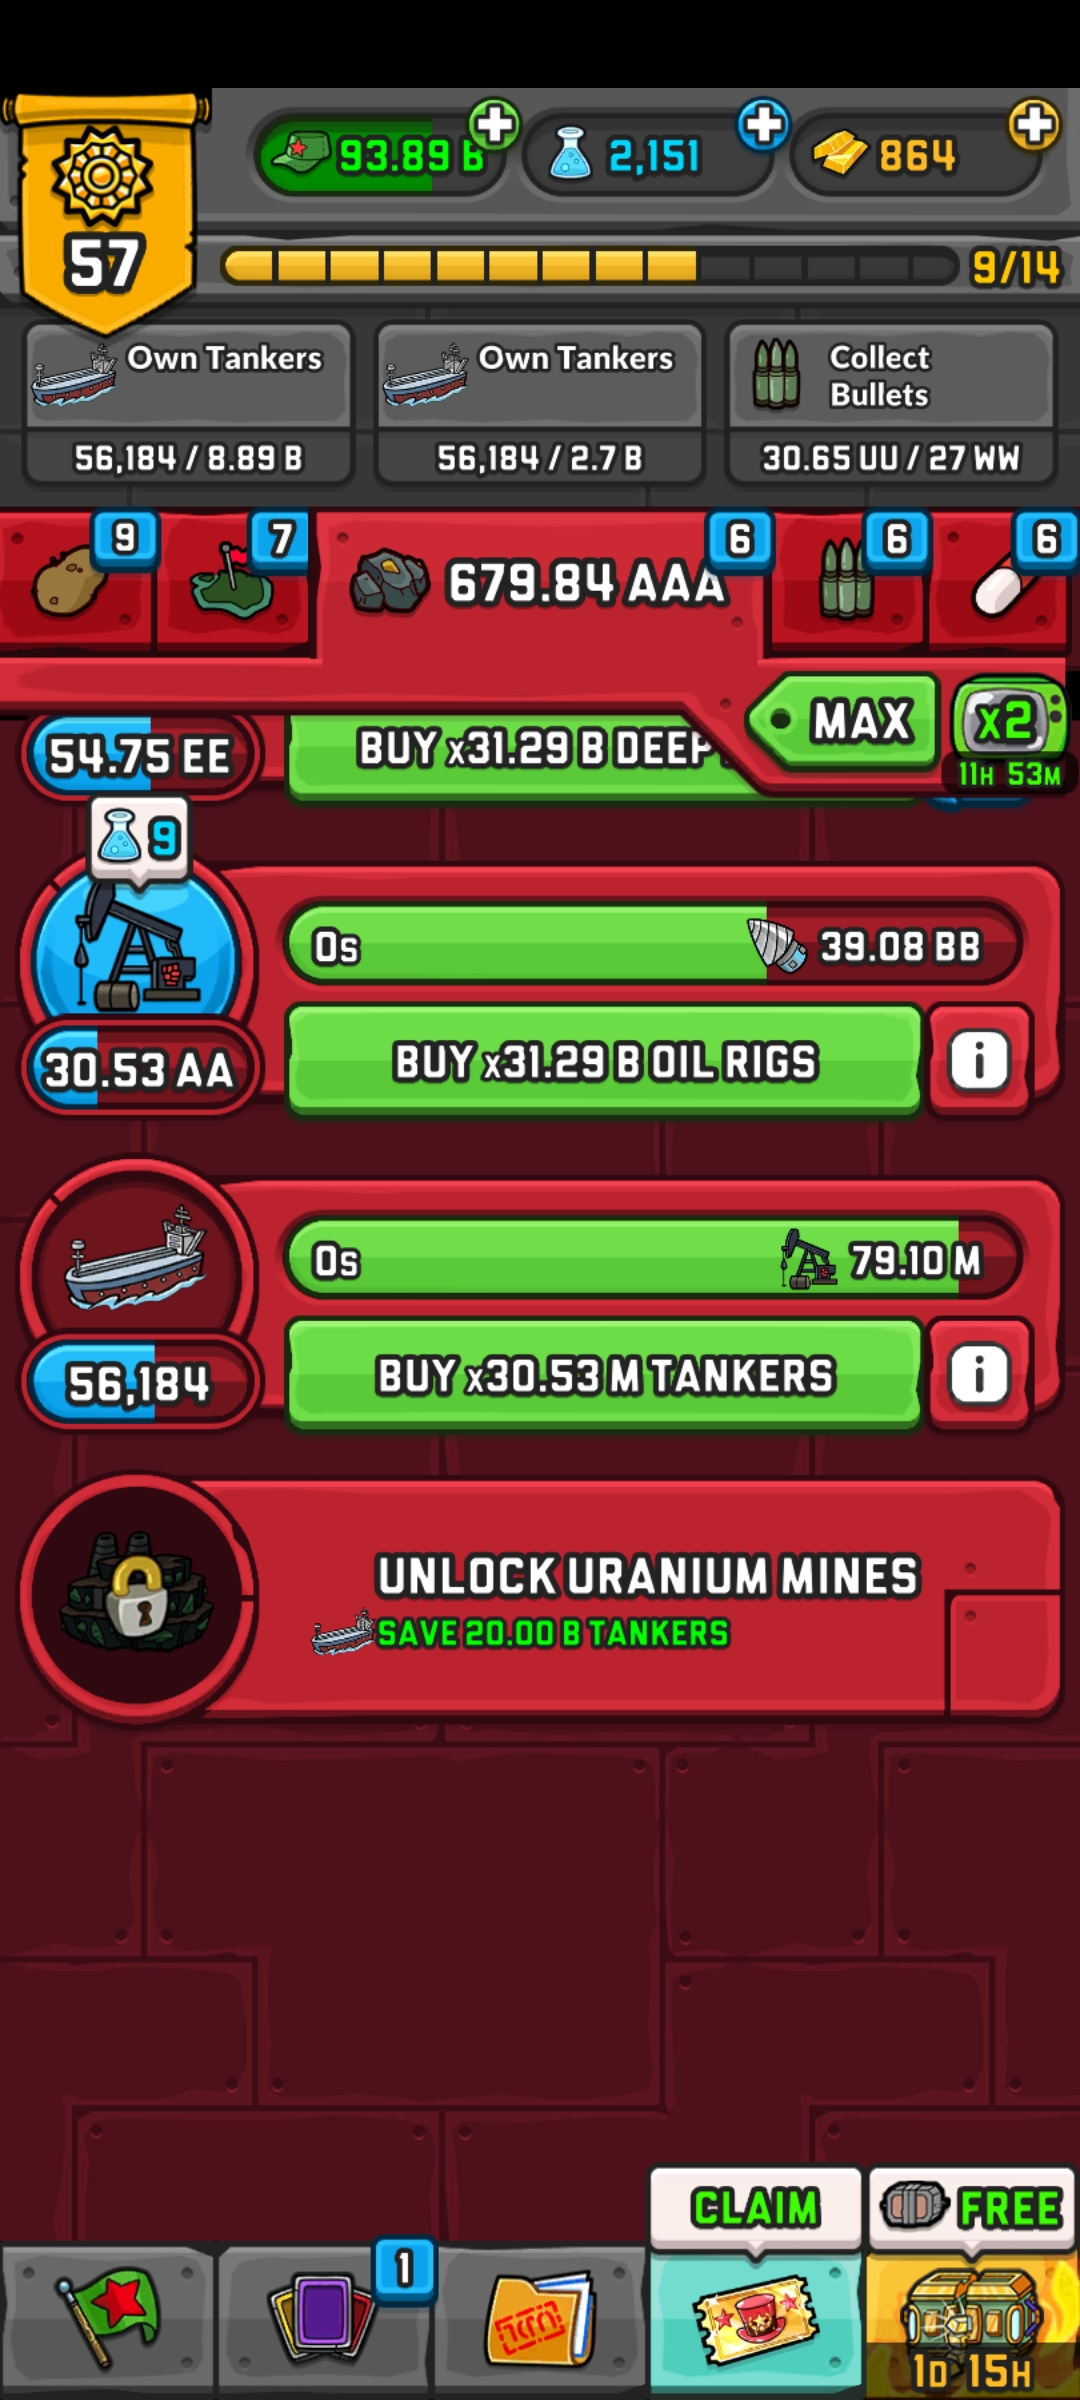 93.89 B
2,151
864
57
9/14
Own Tankers
56,184 / 8.89 B
Own Tankers
56,184 / 2.7 B
Collect
Bullets
30.65 UU / 27 WW
9
7
679.84 AAA
6
6
6
MAX
x2
11H 53M
54.75 EE
BUY x31.29 B DEEP
9
0s
39.08 BB
30.53 AA
BUY x31.29 B OIL RIGS
i
0s
79.10 M
56,184
BUY x30.53 M TANKERS
i
UNLOCK URANIUM MINES
SAVE 20.00 B TANKERS
CLAIM
FREE
1
1D 15H